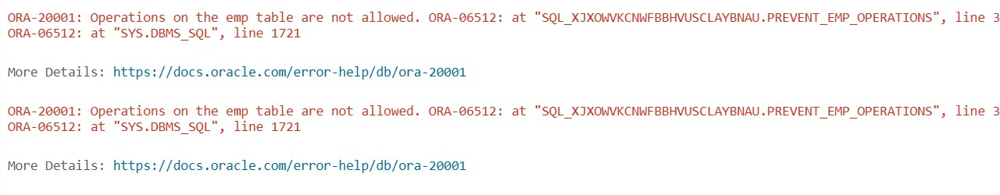 ORA-20001: Operations on the emp table are not allowed. ORA-06512: at "SQL_XJXOWVKCNWFBBHVUSCLAYBNAU.PREVENT_EMP_OPERATIONS", line 3
ORA-06512: at "SYS.DBMS_SQL", line 1721
More Details: https://docs.oracle.com/error-help/db/ora-20001
ORA-20001: Operations on the emp table are not allowed. ORA-06512: at "SQL_XJXOWVKCNWFBBHVUSCLAYBNAU.PREVENT_EMP_OPERATIONS", line 3
ORA-06512: at "SYS.DBMS_SQL", line 1721
More Details: https://docs.oracle.com/error-help/db/ora-20001